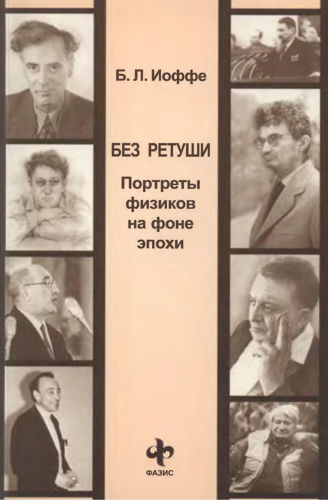 Б. Л. Иоффе
БЕЗ РЕТУШИ
Портреты
физиков
на фоне
эпохи
ФАЗИС